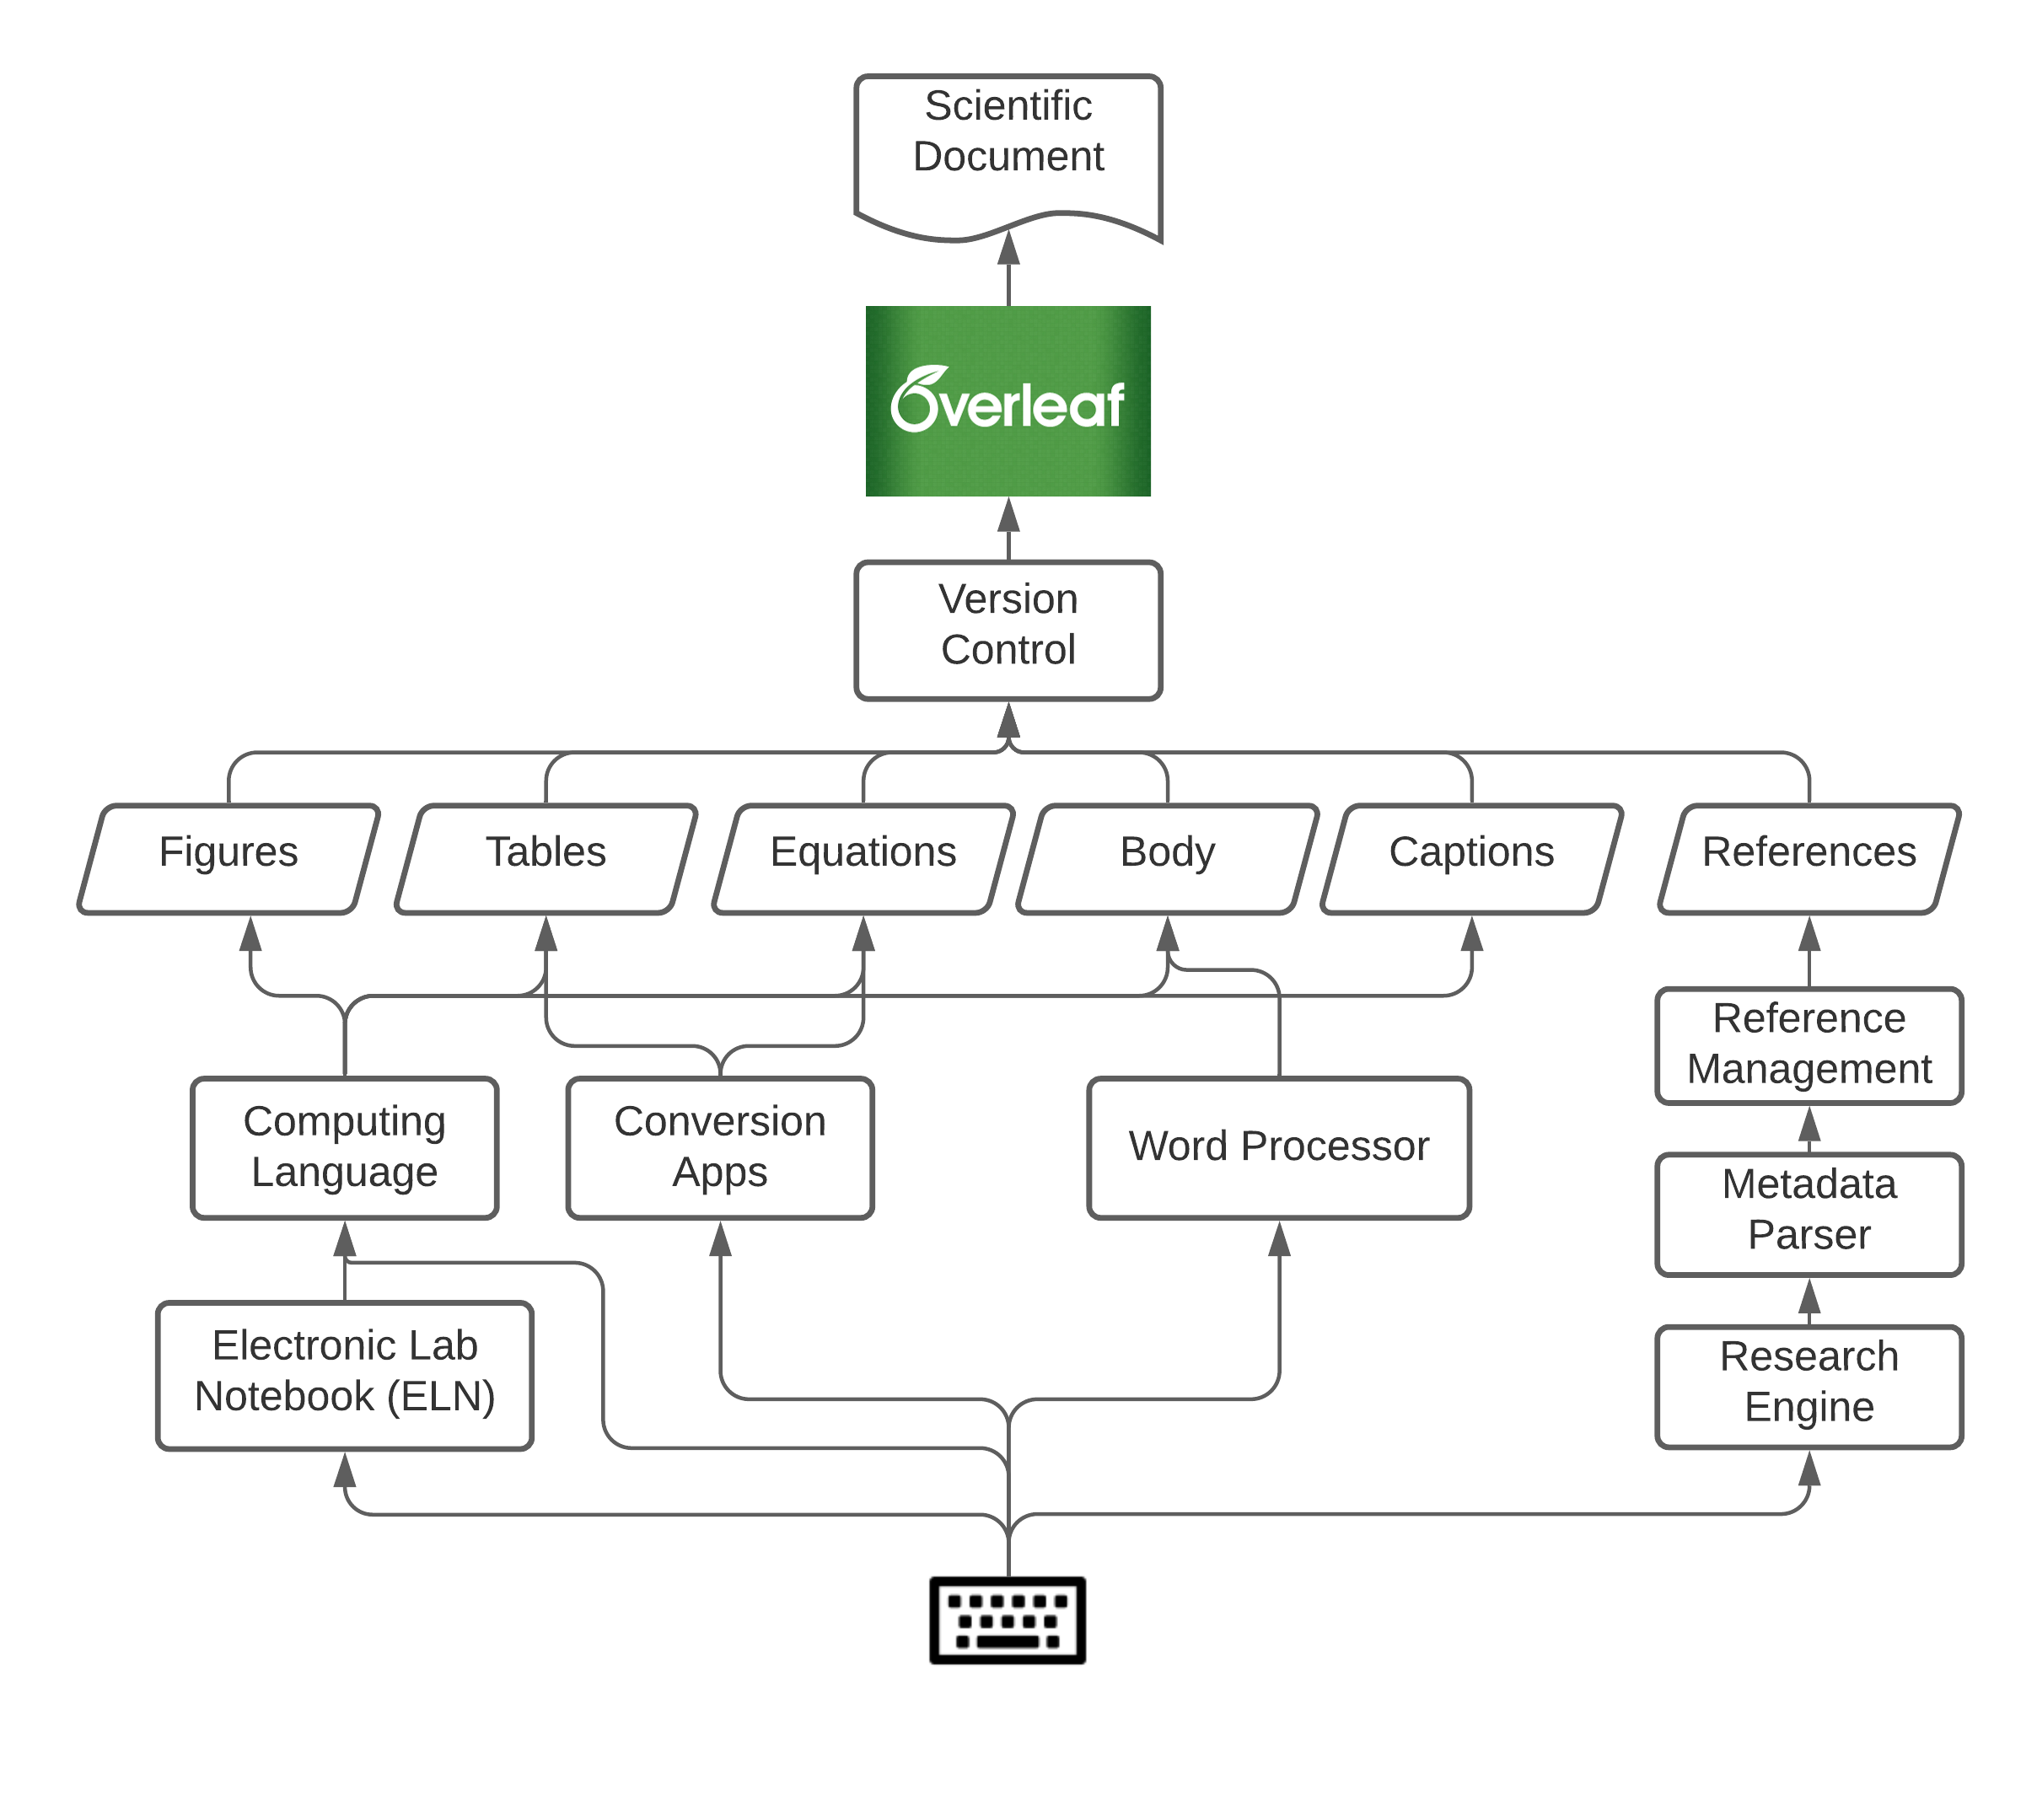 Scientific
Document
Overleaf
Version
Control
Figures
Tables
Equations
Body
Captions
References
Reference
Management
Computing
Language
Conversion
Apps
Word Processor
Metadata
Parser
Electronic Lab
Notebook (ELN)
Research
Engine